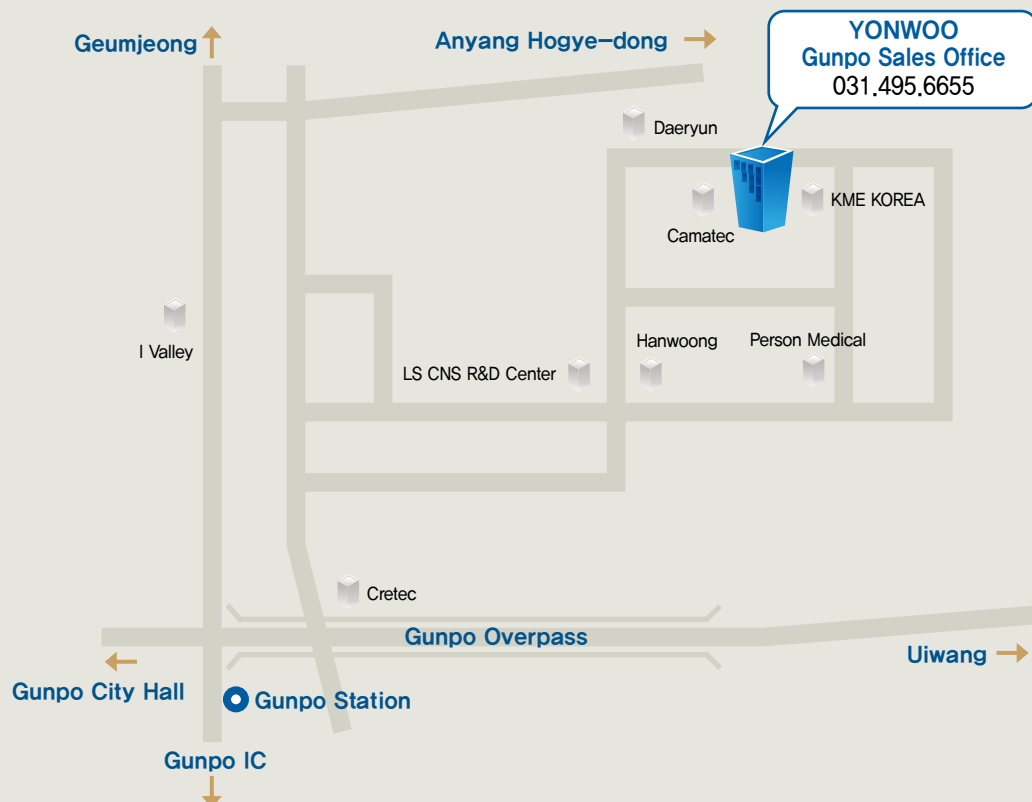 Geumjeong
Anyang Hogye-dong
YONWOO
Gunpo Sales Office
031.495.6655
Daeryun
KME KOREA
Camatec
I Valley
Hanwoong
Person Medical
LS CNS R&D Center
Cretec
Gunpo Overpass
Uiwang
Gunpo City Hall
Gunpo Station
Gunpo IC